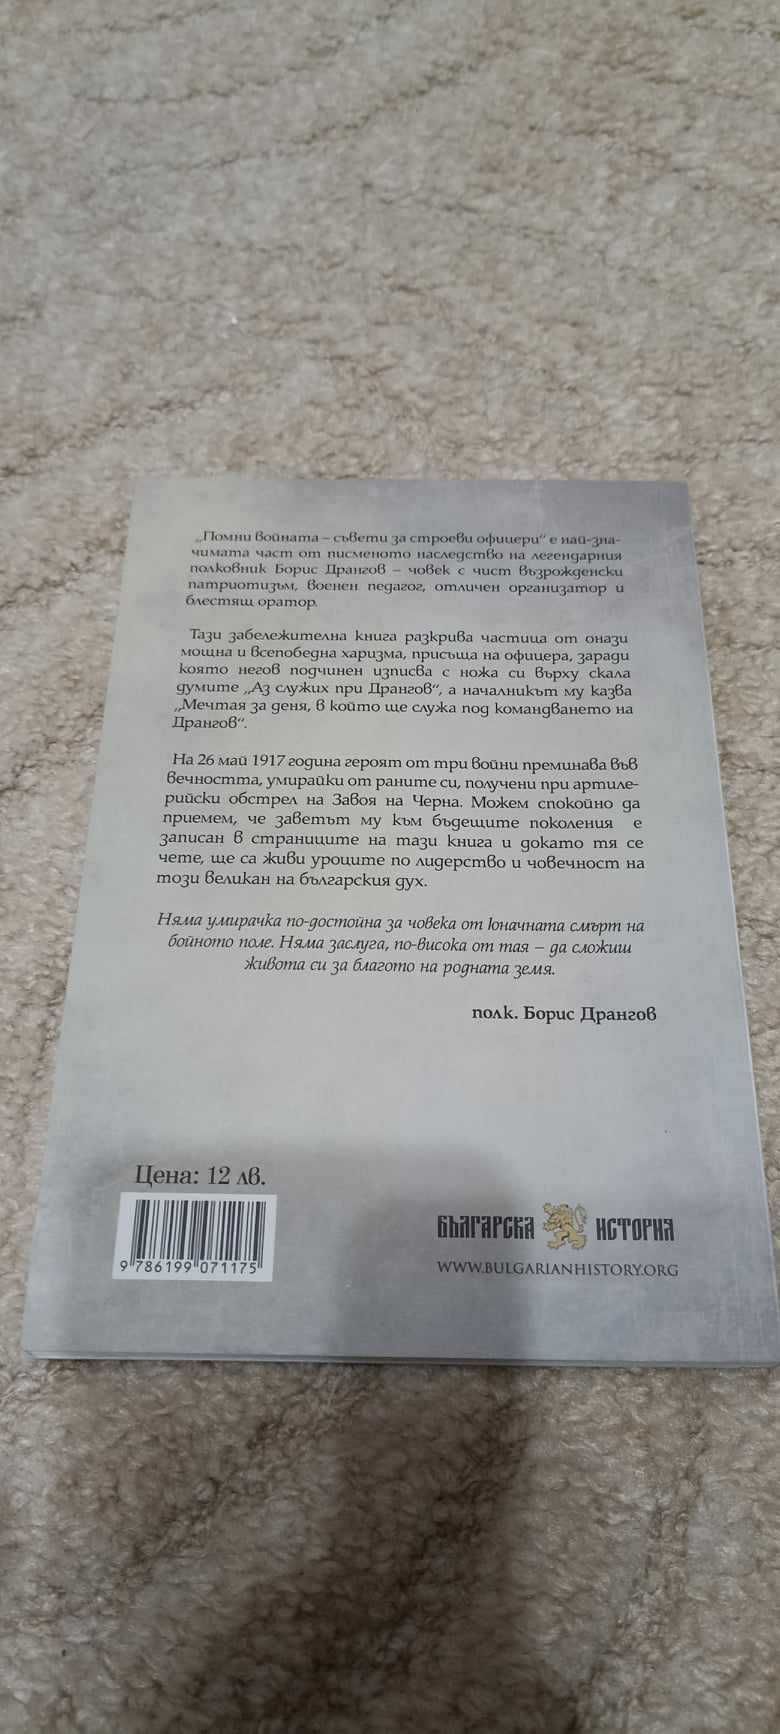 „Помни войната – съвети за строеви офицери“ е най-зна-
чимата част от писменото наследство на легендарния
полковник Борис Дрангов – човек с чист възрожденски
патриотизъм, военен педагог, отличен организатор и
блестящ оратор.
Тази забележителна книга разкрива частица от онази
мощна и всепобедна харизма, присъща на офицера, заради
която негов подчинен изписва с ножа си върху скала
думите „Аз служих при Дрангов“, а началникът му казва
„Мечтая за деня, в който ще служа под командването на
Дрангов“.
На 26 май 1917 година героят от три войни преминава във
вечността, умирайки от раните си, получени при артиле-
рийски обстрел на Завоя на Черна. Можем спокойно да
приемем, че заветът му към бъдещите поколения е
записан в страниците на тази книга и докато тя се
чете, ще са живи уроците по лидерство и човечност на
този великан на българския дух.
Няма умирачка по-достойна за човека от юначната смърт на
бойното поле. Няма заслуга, по-висока от тая – да сложиш
живота си за благото на родната земя.
полк. Борис Дрангов
Цена: 12 лв.
9 786199 071175
БЪЛГАРСКА ИСТОРИЯ
WWW.BULGARIANHISTORY.ORG